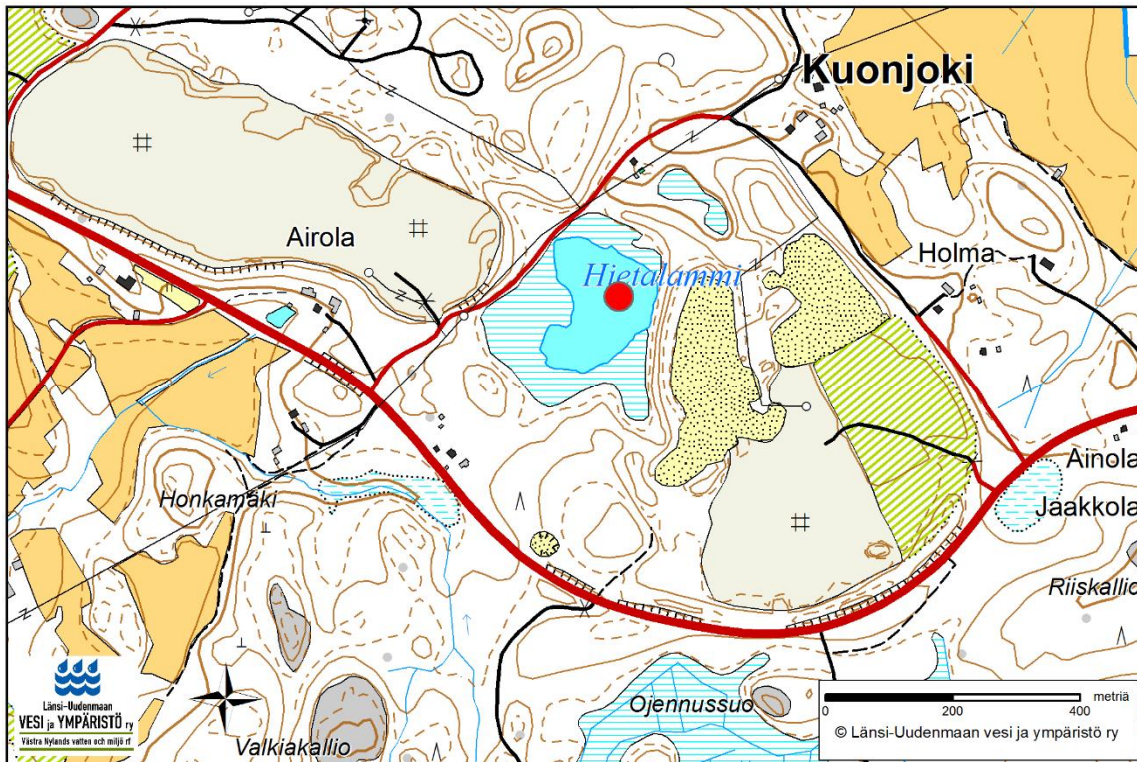 Kuonjoki
Airola
Holma
Hietalammi
Ainola
Honkamäki
Jaakkola
Riiskallio
Ojennussuo
Valkiakallio
Länsi-Uudenmaan
VESI ja YMPÄRISTÖ ry
Västra Nylands vatten och miljö rf
metriä
0 200 400
© Länsi-Uudenmaan vesi ja ympäristö ry